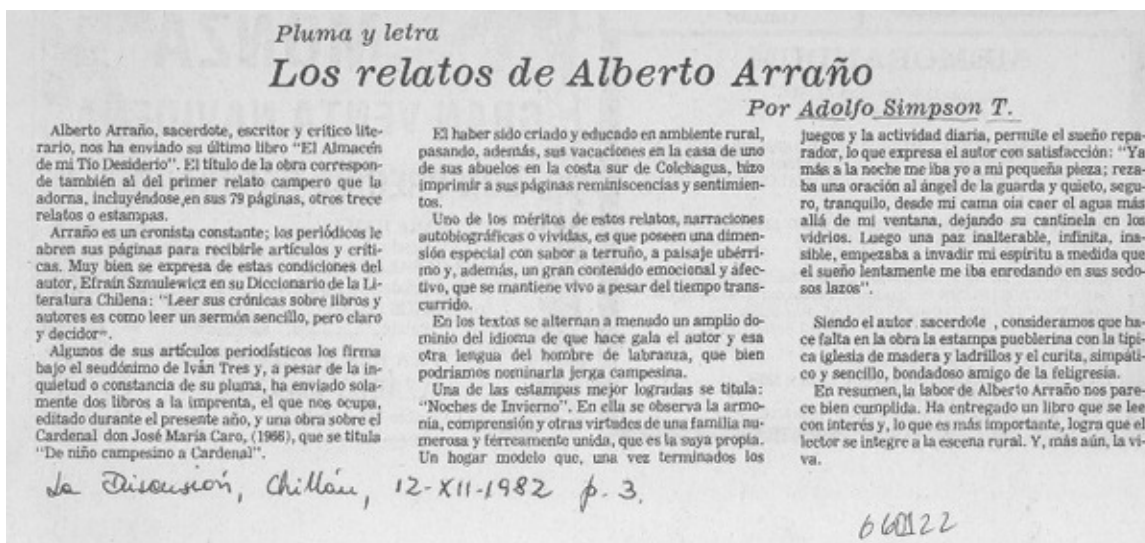 Pluma y letra
Los relatos de Alberto Arraño
Por Adolfo Simpson T.
Alberto Arraño, sacerdote, escritor y crítico lite-
rario, nos ha enviado su último libro "El Almacén
de mi Tío Desiderio". El título de la obra correspon-
de también al del primer relato campero que la
adorna, incluyéndose, en sus 79 páginas, otros trece
relatos o estampas.
Arraño es un cronista constante; los periódicos le
abren sus páginas para recibirle artículos y críti-
cas. Muy bien se expresa de estas condiciones del
autor, Efraín Szmulewicz en su Diccionario de la Li-
teratura Chilena: "Leer sus crónicas sobre libros y
autores es como leer un sermón sencillo, pero claro
y decidor".
Algunos de sus artículos periodísticos los firma
bajo el seudónimo de Iván Tres y, a pesar de la in-
quietud o constancia de su pluma, ha enviado sola-
mente dos libros a la imprenta, el que nos ocupa,
editado durante el presente año, y una obra sobre el
Cardenal don José María Caro, (1966), que se titula
"De niño campesino a Cardenal".
El haber sido criado y educado en ambiente rural,
pasando, además, sus vacaciones en la casa de uno
de sus abuelos en la costa sur de Colchagua, hizo
imprimir a sus páginas reminiscencias y sentimien-
tos.
Uno de los méritos de estos relatos, narraciones
autobiográficas o vividas, es que poseen una dimen-
sión especial con sabor a terruño, a paisaje ubérri-
mo y, además, un gran contenido emocional y afec-
tivo, que se mantiene vivo a pesar del tiempo trans-
currido.
En los textos se alternan a menudo un amplio do-
minio del idioma de que hace gala el autor y esa
otra lengua del hombre de labranza, que bien
podríamos nominarla jerga campesina.
Una de las estampas mejor logradas se titula:
"Noches de Invierno". En ella se observa la armo-
nía, comprensión y otras virtudes de una familia nu-
merosa y férreamente unida, que es la suya propia.
Un hogar modelo que, una vez terminados los
juegos y la actividad diaria, permite el sueño repa-
rador, lo que expresa el autor con satisfacción: "Ya
más a la noche me iba yo a mi pequeña pieza; reza-
ba una oración al ángel de la guarda y quieto, segu-
ro, tranquilo, desde mi cama oía caer el agua más
allá de mi ventana, dejando su cantinela en los
vidrios. Luego una paz inalterable, infinita, ina-
sible, empezaba a invadir mi espíritu a medida que
el sueño lentamente me iba enredando en sus sedo-
sos lazos".
Siendo el autor sacerdote , consideramos que ha-
ce falta en la obra la estampa pueblerina con la típi-
ca iglesia de madera y ladrillos y el curita, simpáti-
co y sencillo, bondadoso amigo de la feligresía.
En resumen, la labor de Alberto Arraño nos pare-
ce bien cumplida. Ha entregado un libro que se lee
con interés y, lo que es más importante, logra que el
lector se integre a la escena rural. Y, más aún, la vi-
va.
La Discusión, Chillán, 12-XII-1982 p. 3.
660122